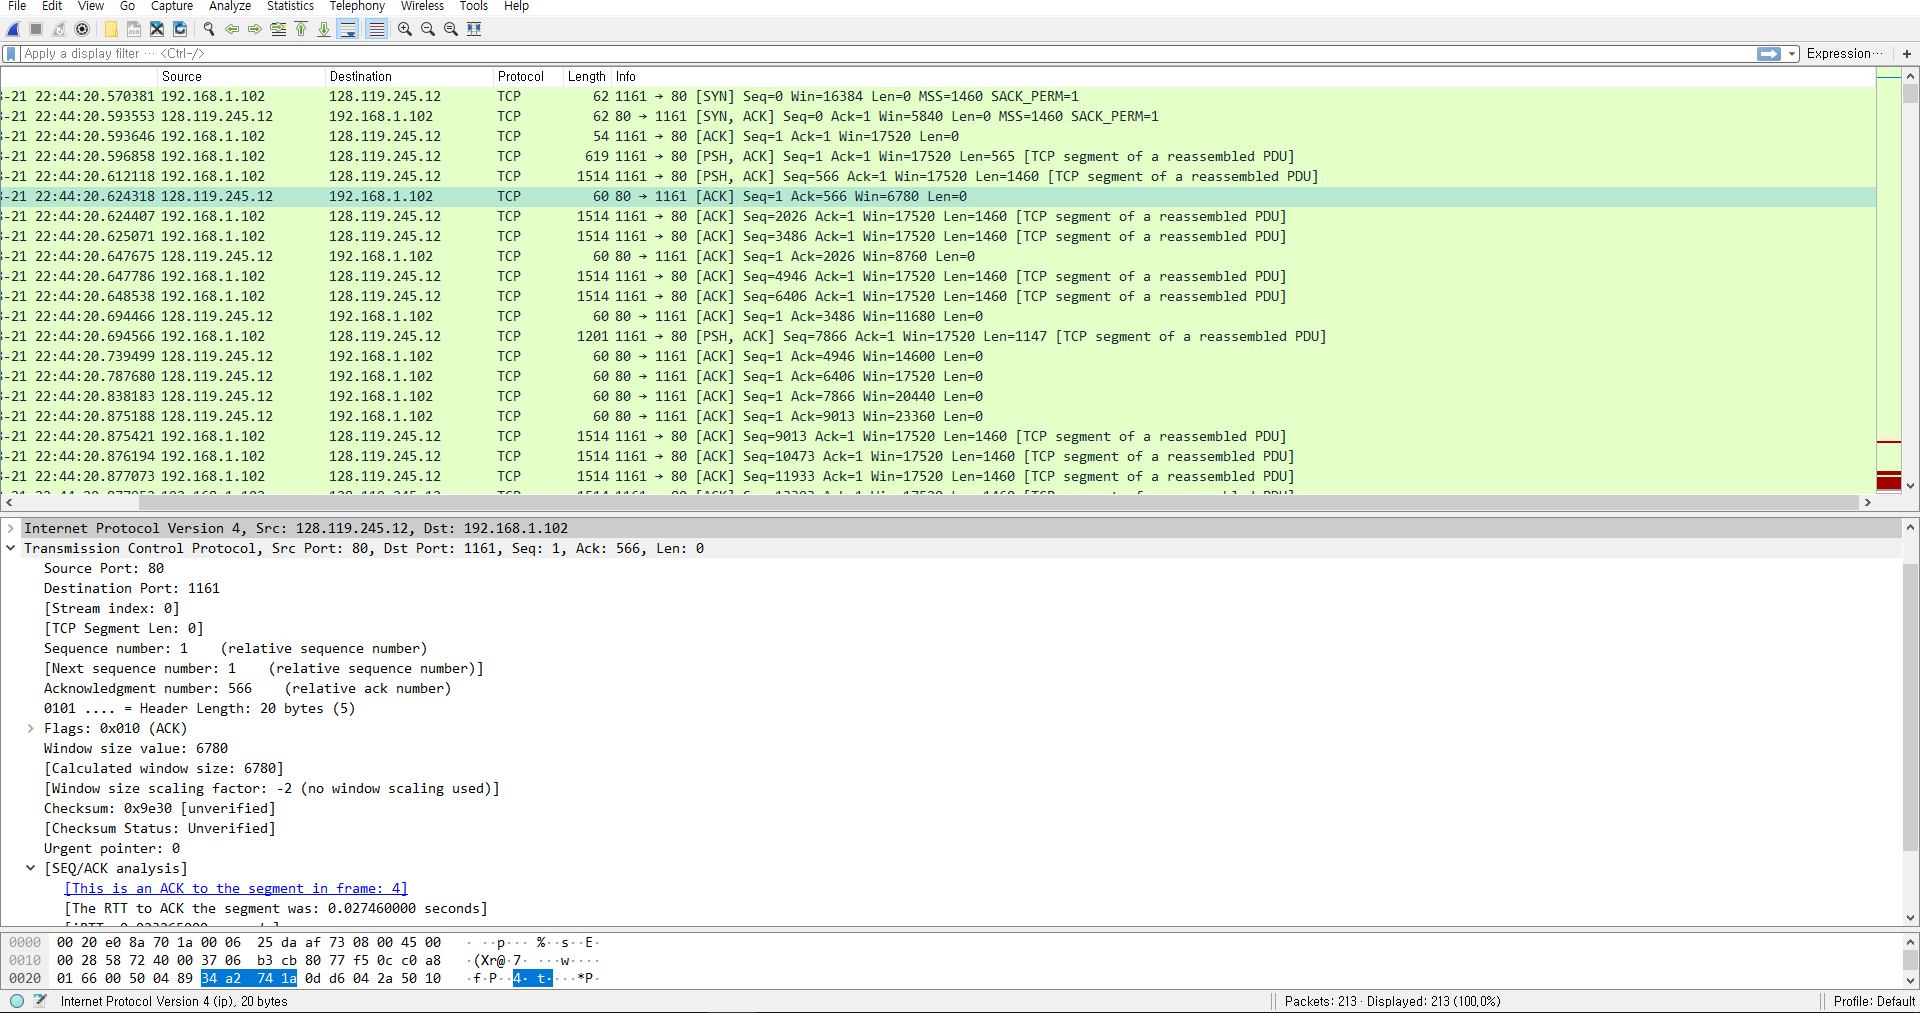 File Edit View Go Capture Analyze Statistics Telephony Wireless Tools Help
Apply a display filter ··· <Ctrl-/> Expression··· +
Source Destination Protocol Length Info
-21 22:44:20.570381 192.168.1.102 128.119.245.12 TCP 62 1161 → 80 [SYN] Seq=0 Win=16384 Len=0 MSS=1460 SACK_PERM=1
-21 22:44:20.593553 128.119.245.12 192.168.1.102 TCP 62 80 → 1161 [SYN, ACK] Seq=0 Ack=1 Win=5840 Len=0 MSS=1460 SACK_PERM=1
-21 22:44:20.593646 192.168.1.102 128.119.245.12 TCP 54 1161 → 80 [ACK] Seq=1 Ack=1 Win=17520 Len=0
-21 22:44:20.596858 192.168.1.102 128.119.245.12 TCP 619 1161 → 80 [PSH, ACK] Seq=1 Ack=1 Win=17520 Len=565 [TCP segment of a reassembled PDU]
-21 22:44:20.612118 192.168.1.102 128.119.245.12 TCP 1514 1161 → 80 [PSH, ACK] Seq=566 Ack=1 Win=17520 Len=1460 [TCP segment of a reassembled PDU]
-21 22:44:20.624318 128.119.245.12 192.168.1.102 TCP 60 80 → 1161 [ACK] Seq=1 Ack=566 Win=6780 Len=0
-21 22:44:20.624407 192.168.1.102 128.119.245.12 TCP 1514 1161 → 80 [ACK] Seq=2026 Ack=1 Win=17520 Len=1460 [TCP segment of a reassembled PDU]
-21 22:44:20.625071 192.168.1.102 128.119.245.12 TCP 1514 1161 → 80 [ACK] Seq=3486 Ack=1 Win=17520 Len=1460 [TCP segment of a reassembled PDU]
-21 22:44:20.647675 128.119.245.12 192.168.1.102 TCP 60 80 → 1161 [ACK] Seq=1 Ack=2026 Win=8760 Len=0
-21 22:44:20.647786 192.168.1.102 128.119.245.12 TCP 1514 1161 → 80 [ACK] Seq=4946 Ack=1 Win=17520 Len=1460 [TCP segment of a reassembled PDU]
-21 22:44:20.648538 192.168.1.102 128.119.245.12 TCP 1514 1161 → 80 [ACK] Seq=6406 Ack=1 Win=17520 Len=1460 [TCP segment of a reassembled PDU]
-21 22:44:20.694466 128.119.245.12 192.168.1.102 TCP 60 80 → 1161 [ACK] Seq=1 Ack=3486 Win=11680 Len=0
-21 22:44:20.694566 192.168.1.102 128.119.245.12 TCP 1201 1161 → 80 [PSH, ACK] Seq=7866 Ack=1 Win=17520 Len=1147 [TCP segment of a reassembled PDU]
-21 22:44:20.739499 128.119.245.12 192.168.1.102 TCP 60 80 → 1161 [ACK] Seq=1 Ack=4946 Win=14600 Len=0
-21 22:44:20.787680 128.119.245.12 192.168.1.102 TCP 60 80 → 1161 [ACK] Seq=1 Ack=6406 Win=17520 Len=0
-21 22:44:20.838183 128.119.245.12 192.168.1.102 TCP 60 80 → 1161 [ACK] Seq=1 Ack=7866 Win=20440 Len=0
-21 22:44:20.875188 128.119.245.12 192.168.1.102 TCP 60 80 → 1161 [ACK] Seq=1 Ack=9013 Win=23360 Len=0
-21 22:44:20.875421 192.168.1.102 128.119.245.12 TCP 1514 1161 → 80 [ACK] Seq=9013 Ack=1 Win=17520 Len=1460 [TCP segment of a reassembled PDU]
-21 22:44:20.876194 192.168.1.102 128.119.245.12 TCP 1514 1161 → 80 [ACK] Seq=10473 Ack=1 Win=17520 Len=1460 [TCP segment of a reassembled PDU]
-21 22:44:20.877073 192.168.1.102 128.119.245.12 TCP 1514 1161 → 80 [ACK] Seq=11933 Ack=1 Win=17520 Len=1460 [TCP segment of a reassembled PDU]
Internet Protocol Version 4, Src: 128.119.245.12, Dst: 192.168.1.102
Transmission Control Protocol, Src Port: 80, Dst Port: 1161, Seq: 1, Ack: 566, Len: 0
Source Port: 80
Destination Port: 1161
[Stream index: 0]
[TCP Segment Len: 0]
Sequence number: 1 (relative sequence number)
[Next sequence number: 1 (relative sequence number)]
Acknowledgment number: 566 (relative ack number)
0101 .... = Header Length: 20 bytes (5)
Flags: 0x010 (ACK)
Window size value: 6780
[Calculated window size: 6780]
[Window size scaling factor: -2 (no window scaling used)]
Checksum: 0x9e30 [unverified]
[Checksum Status: Unverified]
Urgent pointer: 0
[SEQ/ACK analysis]
[This is an ACK to the segment in frame: 4]
[The RTT to ACK the segment was: 0.027460000 seconds]
0000 00 20 e0 8a 70 1a 00 06 25 da af 73 08 00 45 00 · ··p··· %··s··E·
0010 00 28 58 72 40 00 37 06 b3 cb 80 77 f5 0c c0 a8 ·(Xr@·7· ···w····
0020 01 66 00 50 04 89 34 a2 74 1a 0d d6 04 2a 50 10 ·f·P··4· t····*P·
Internet Protocol Version 4 (ip), 20 bytes Packets: 213 · Displayed: 213 (100,0%) Profile: Default